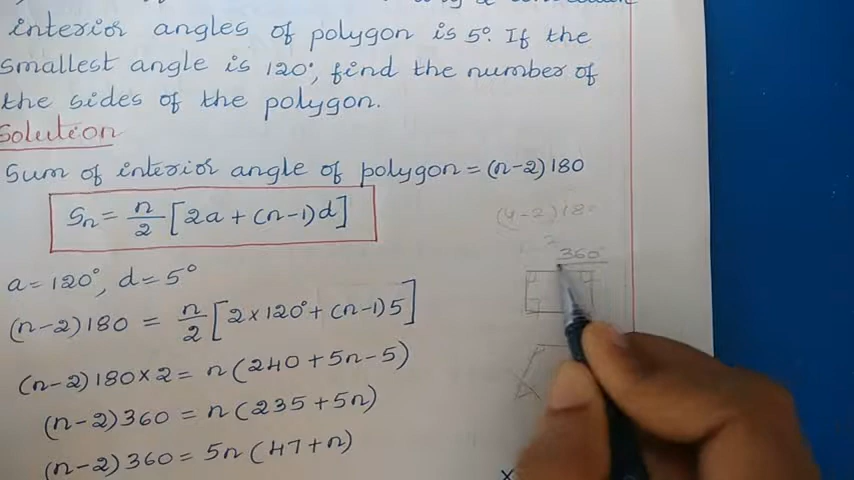 interior angles of polygon is 5°. If the
smallest angle is 120°, find the number of
the sides of the polygon.
Solution
Sum of interior angle of polygon = (n-2)180
Sn = n/2 [2a + (n-1)d]
(4-2)180
360°
a = 120°, d = 5°
(n-2)180 = n/2 [2×120° + (n-1)5]
(n-2)180×2 = n(240+5n-5)
(n-2)360 = n(235+5n)
(n-2)360 = 5n(47+n)